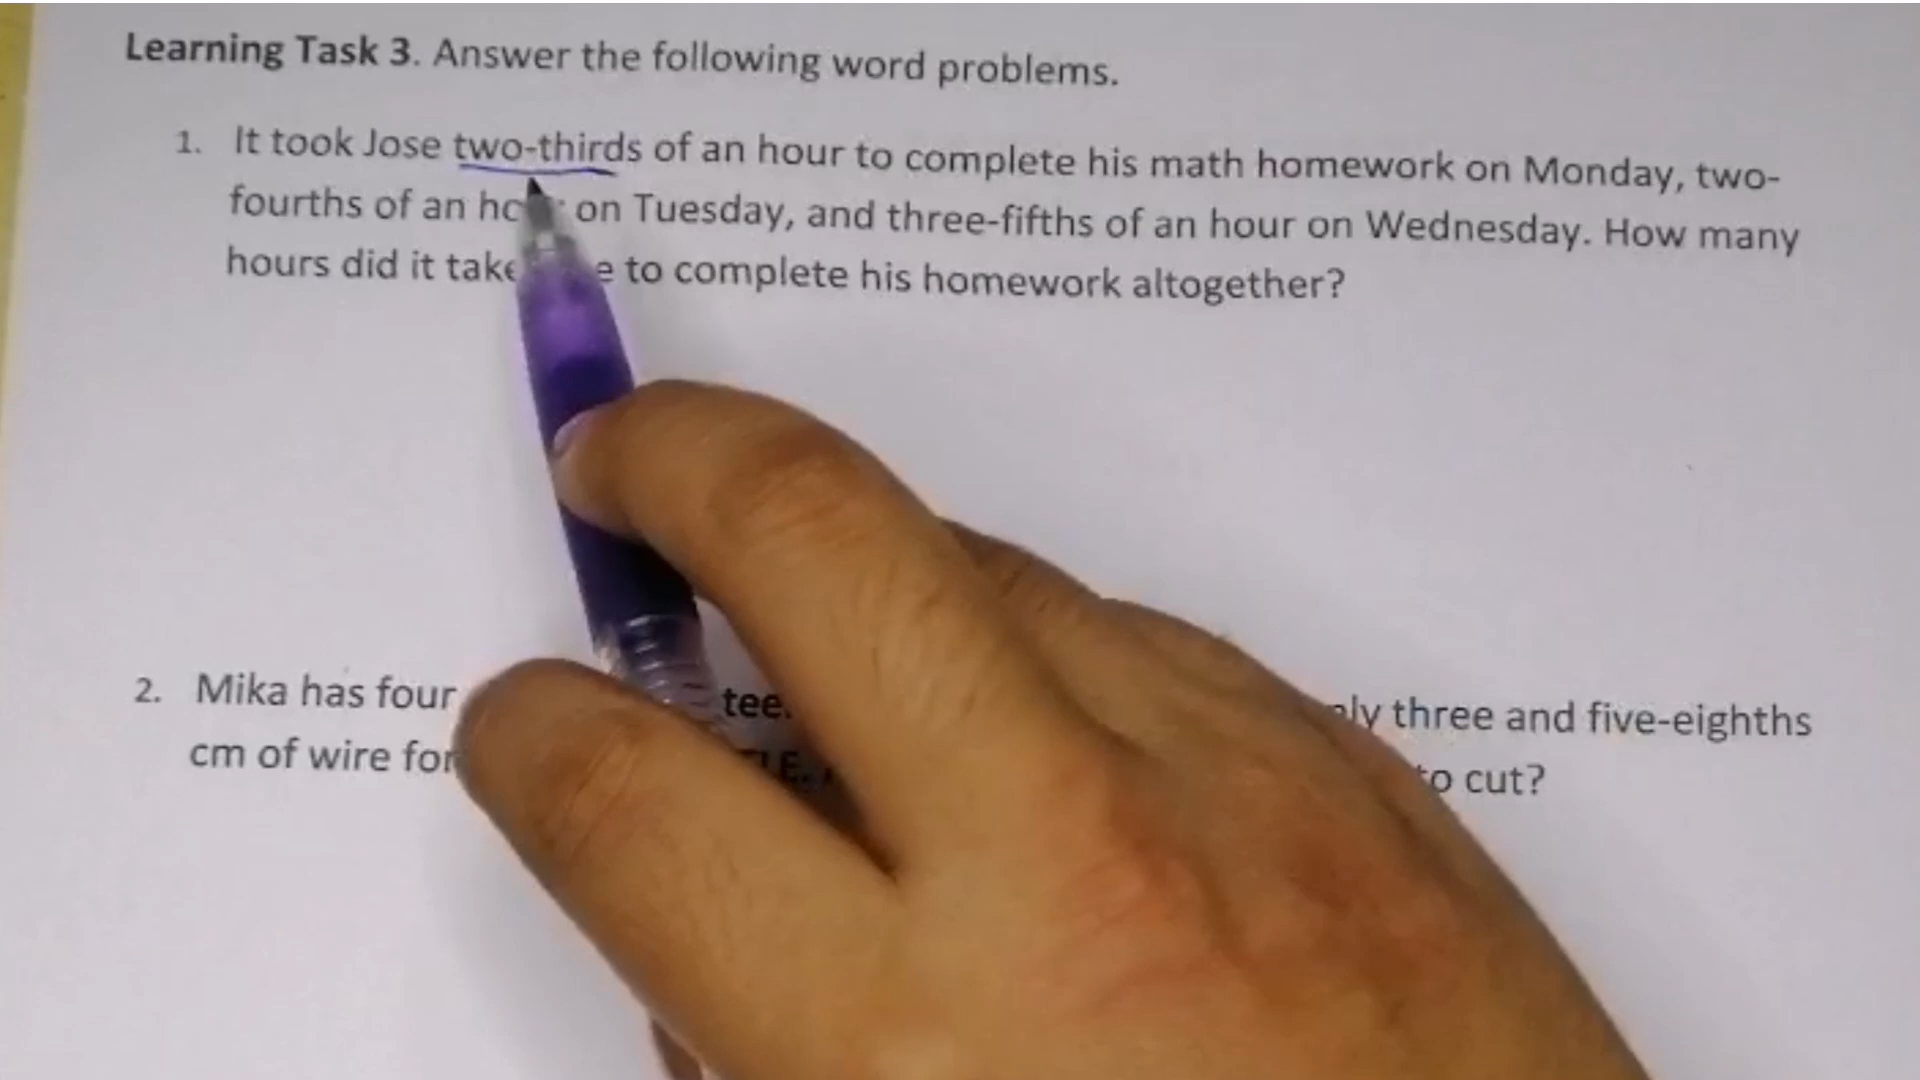 Learning Task 3. Answer the following word problems.
1. It took Jose two-thirds of an hour to complete his math homework on Monday, two-
fourths of an on Tuesday, and three-fifths of an hour on Wednesday. How many
hours did it take to complete his homework altogether?
2. Mika has four three and five-eighths
cm of wire for to cut?